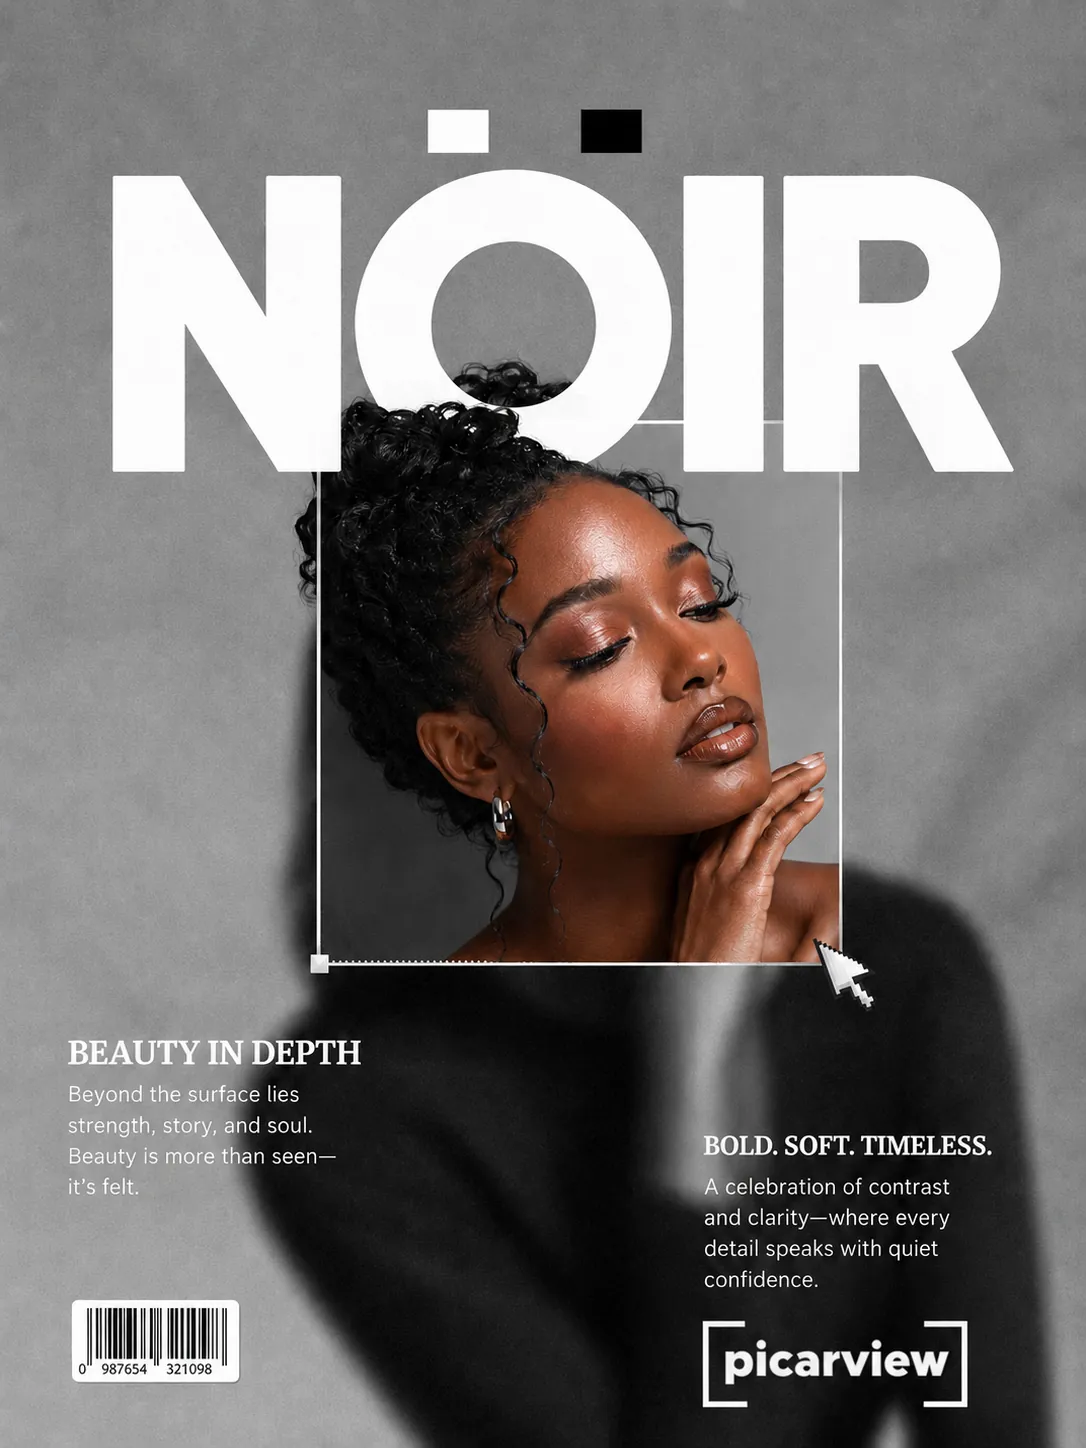 NÖIR
BEAUTY IN DEPTH
Beyond the surface lies
strength, story, and soul.
Beauty is more than seen—
it’s felt.
BOLD. SOFT. TIMELESS.
A celebration of contrast
and clarity—where every
detail speaks with quiet
confidence.
0 987654 321098
picarview